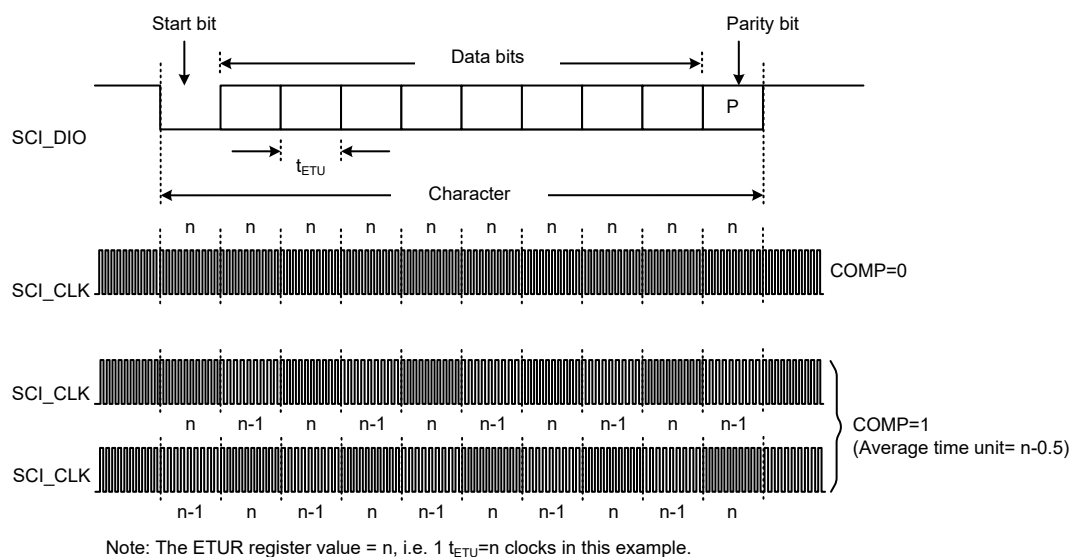 Start bit
Parity bit
Data bits
P
SCI_DIO
tETU
Character
n n n n n n n n n n
COMP=0
SCI_CLK
SCI_CLK
n n-1 n n-1 n n-1 n n-1 n n-1
COMP=1
(Average time unit= n-0.5)
SCI_CLK
n-1 n n-1 n n-1 n n-1 n n-1 n
Note: The ETUR register value = n, i.e. 1 tETU=n clocks in this example.